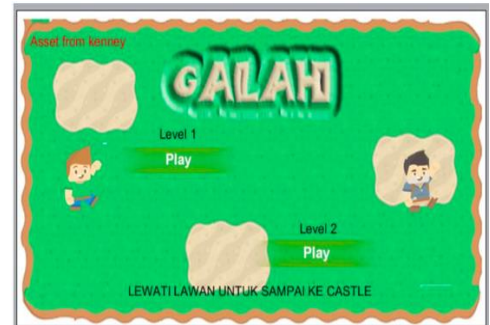 Asset from kenney
GALAH
Level 1
Play
Level 2
Play
LEWATI LAWAN UNTUK SAMPAI KE CASTLE